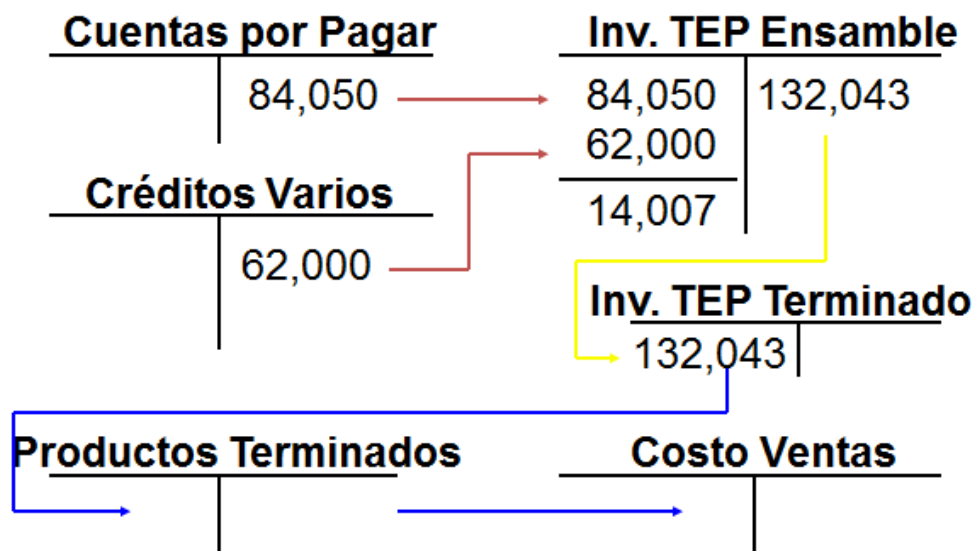 Cuentas por Pagar
84,050
Créditos Varios
62,000
Inv. TEP Ensamble
84,050 132,043
62,000
14,007
Inv. TEP Terminado
132,043
Productos Terminados
Costo Ventas